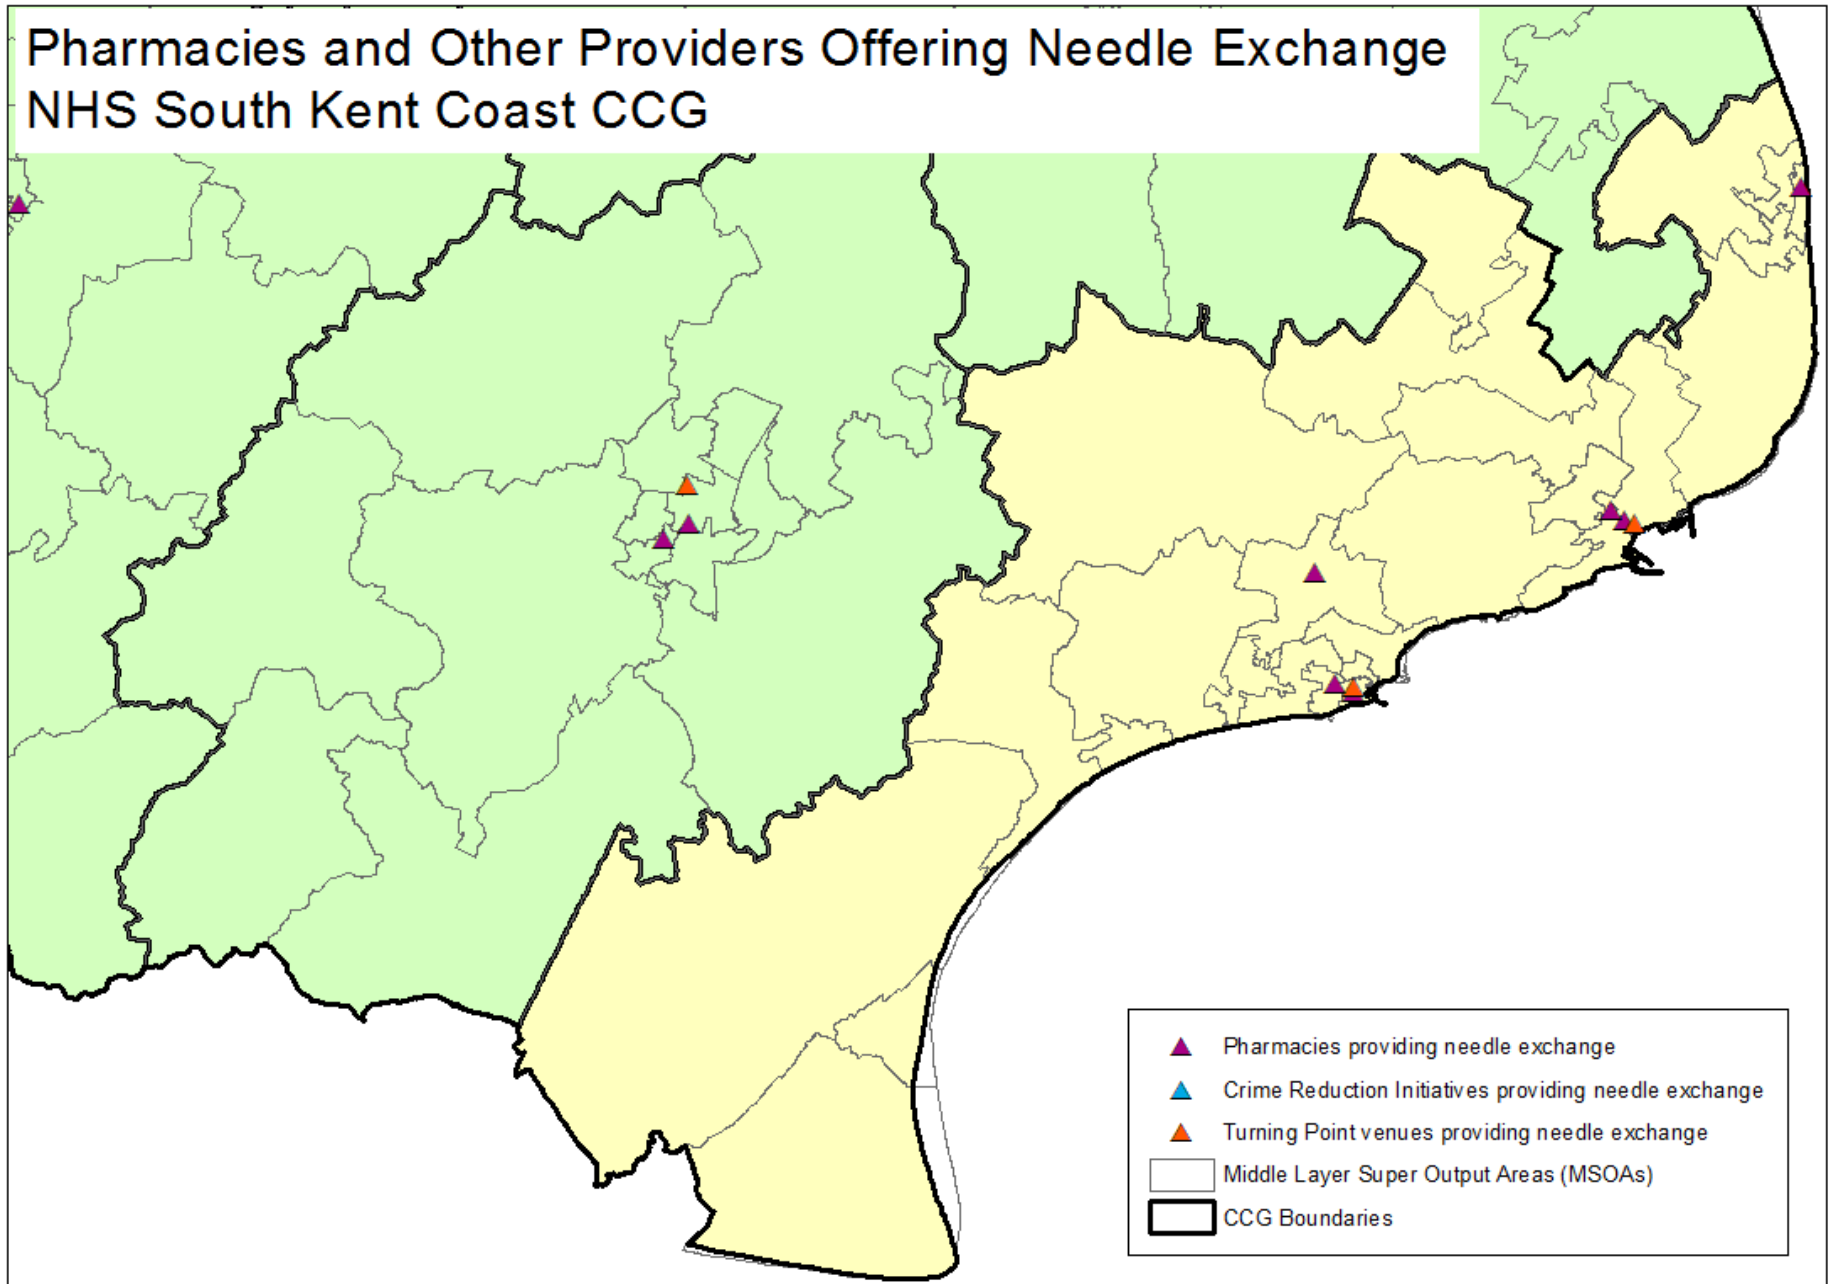 Pharmacies and Other Providers Offering Needle Exchange
NHS South Kent Coast CCG
Pharmacies providing needle exchange
Crime Reduction Initiatives providing needle exchange
Turning Point venues providing needle exchange
Middle Layer Super Output Areas (MSOAs)
CCG Boundaries